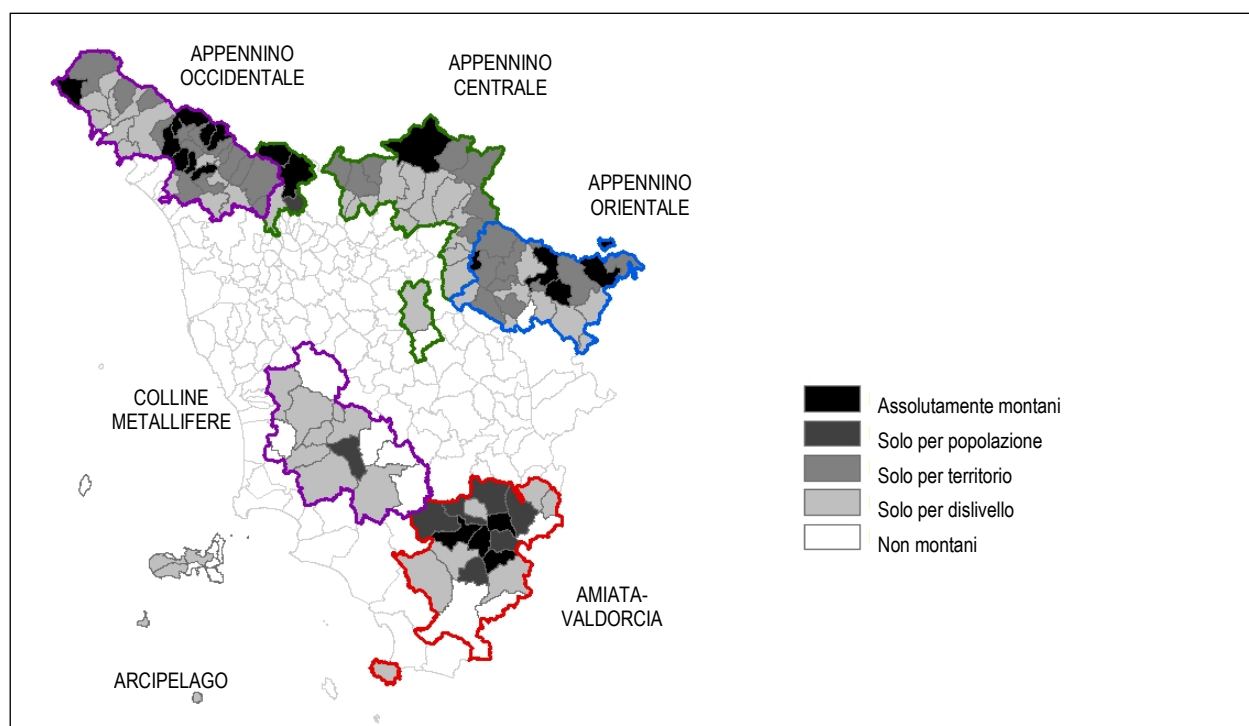 APPENNINO
OCCIDENTALE
APPENNINO
CENTRALE
APPENNINO
ORIENTALE
COLLINE
METALLIFERE
AMIATA-
VALDORCIA
ARCIPELAGO
Assolutamente montani
Solo per popolazione
Solo per territorio
Solo per dislivello
Non montani